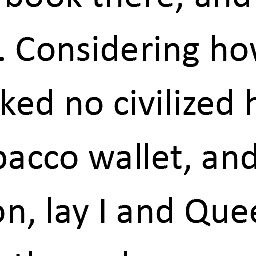 book there, and
. Considering how
ked no civilized h
bacco wallet, and
on, lay I and Quee